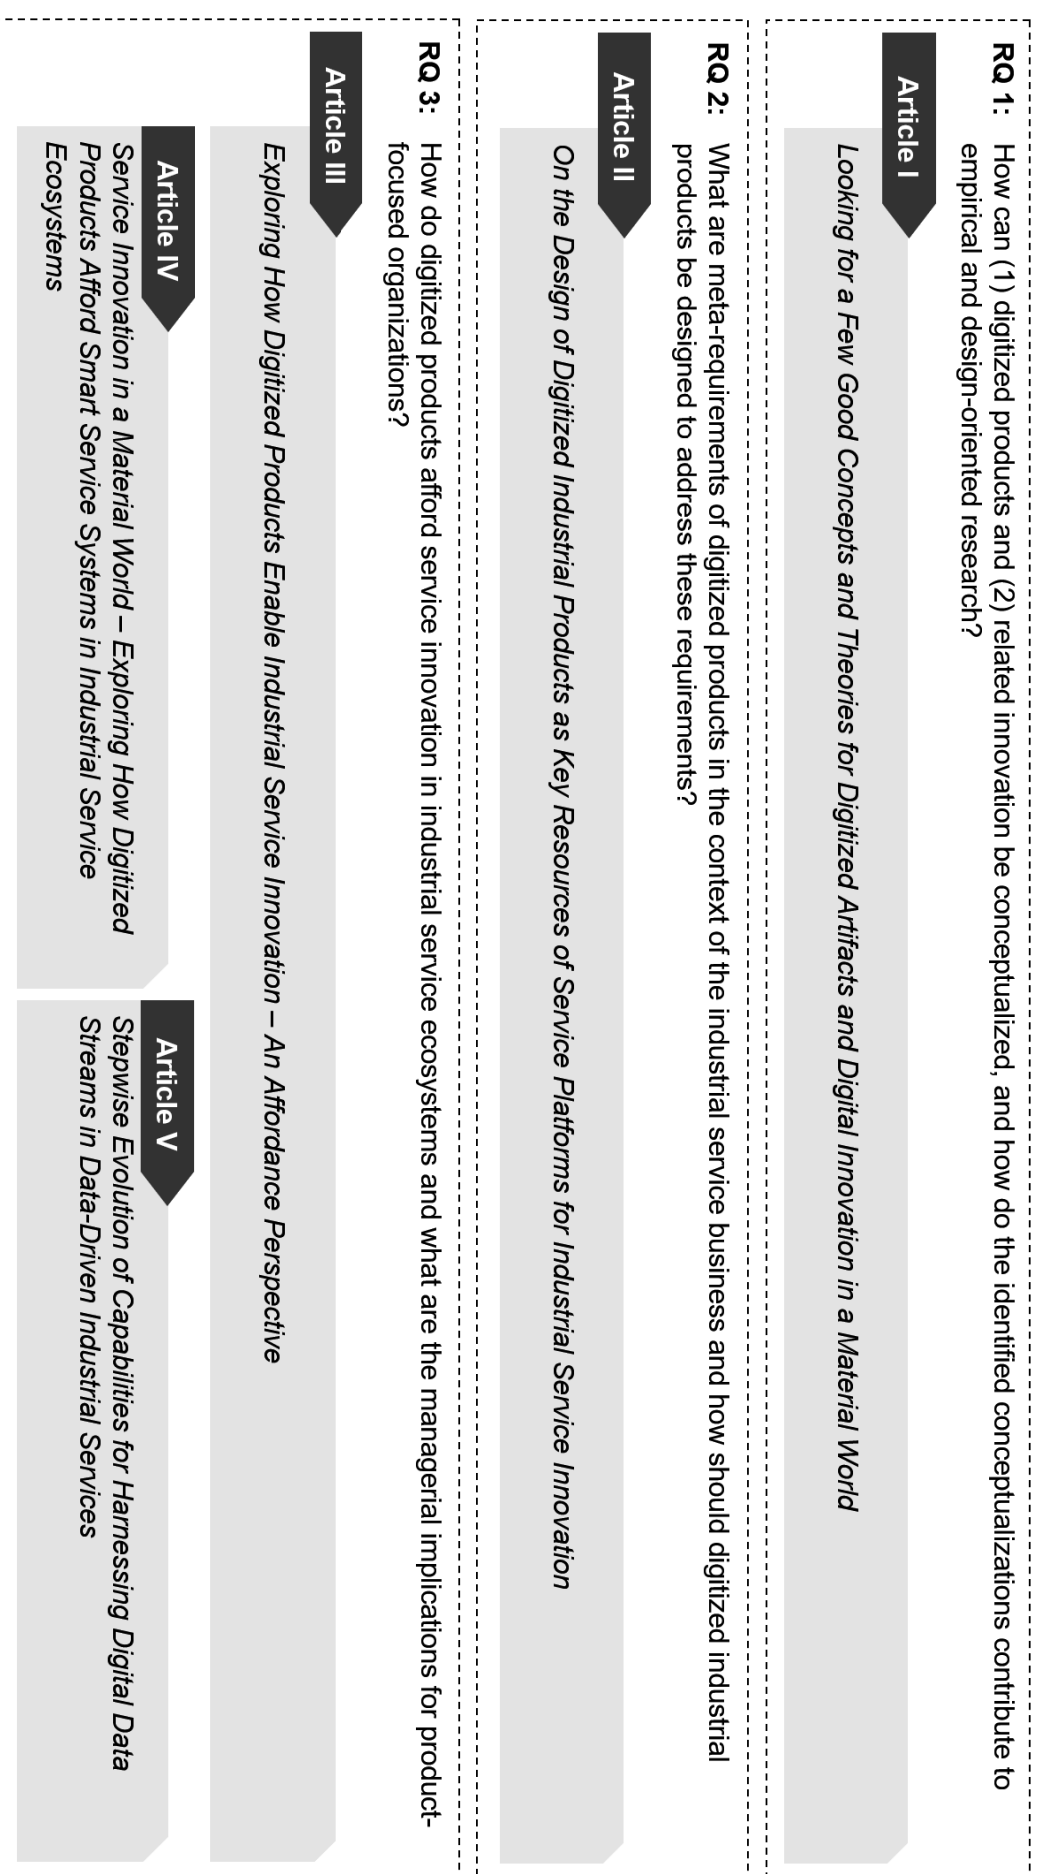 RQ 1: How can (1) digitized products and (2) related innovation be conceptualized, and how do the identified conceptualizations contribute to
empirical and design-oriented research?
Article I
Looking for a Few Good Concepts and Theories for Digitized Artifacts and Digital Innovation in a Material World
RQ 2: What are meta-requirements of digitized products in the context of the industrial service business and how should digitized industrial
products be designed to address these requirements?
Article II
On the Design of Digitized Industrial Products as Key Resources of Service Platforms for Industrial Service Innovation
RQ 3: How do digitized products afford service innovation in industrial service ecosystems and what are the managerial implications for product-
focused organizations?
Article III
Exploring How Digitized Products Enable Industrial Service Innovation – An Affordance Perspective
Article IV
Service Innovation in a Material World – Exploring How Digitized
Products Afford Smart Service Systems in Industrial Service
Ecosystems
Article V
Stepwise Evolution of Capabilities for Harnessing Digital Data
Streams in Data-Driven Industrial Services